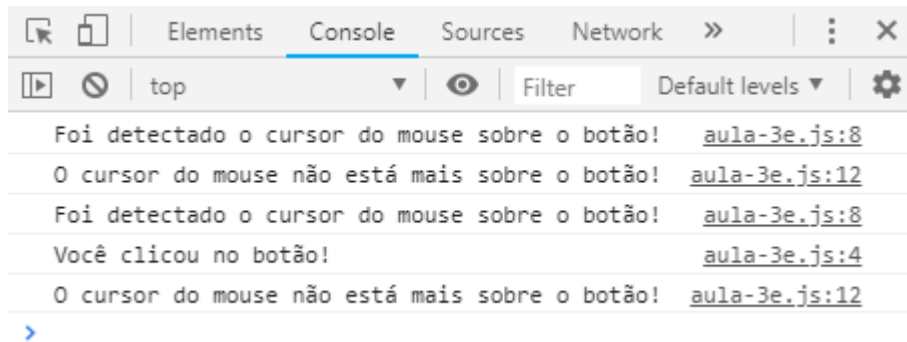 Elements Console Sources Network »
top Filter Default levels
Foi detectado o cursor do mouse sobre o botão! aula-3e.js:8
O cursor do mouse não está mais sobre o botão! aula-3e.js:12
Foi detectado o cursor do mouse sobre o botão! aula-3e.js:8
Você clicou no botão! aula-3e.js:4
O cursor do mouse não está mais sobre o botão! aula-3e.js:12